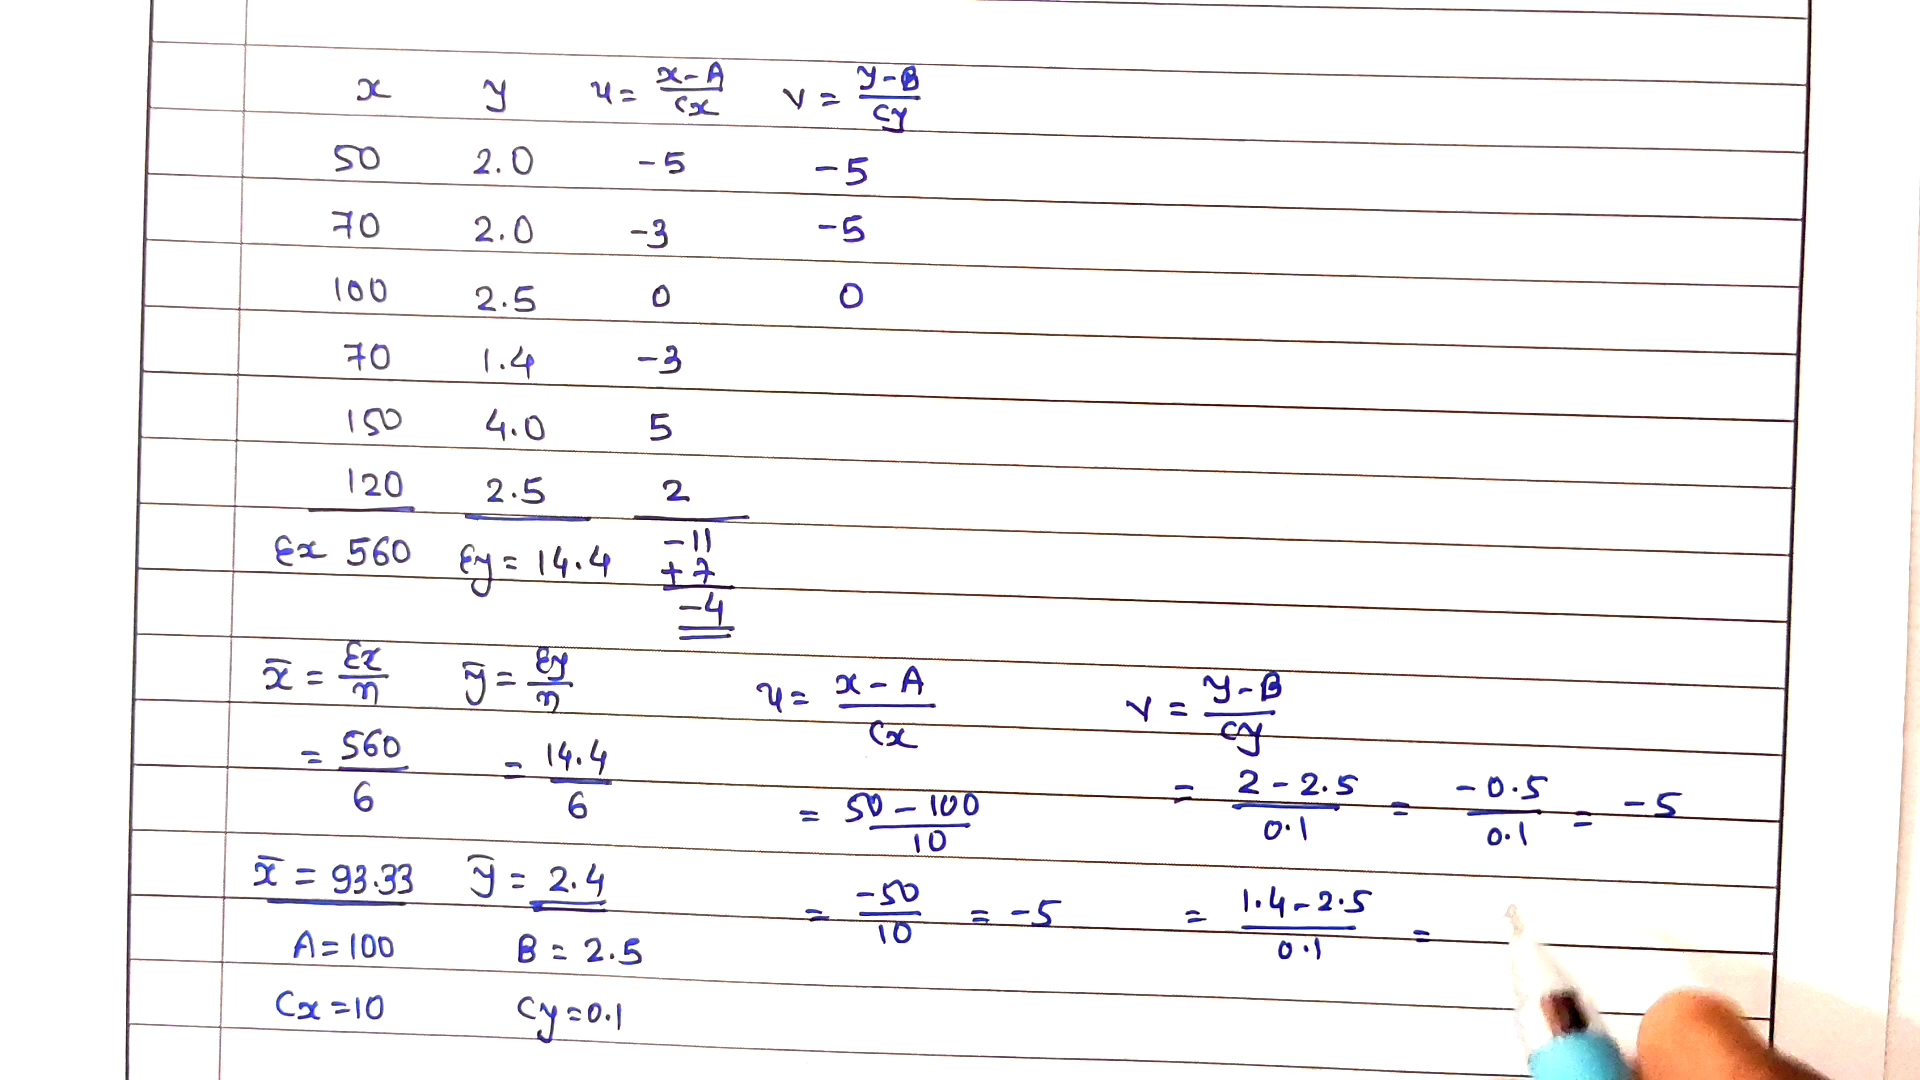 x y u = x-A/Cx v = y-B/Cy
50 2.0 -5 -5
70 2.0 -3 -5
100 2.5 0 0
70 1.4 -3
150 4.0 5
120 2.5 2
Ɛx 560 Ɛy = 14.4 -11
+7
-4
x̄ = Ɛx/n ȳ = Ɛy/n u = x-A/Cx v = y-B/Cy
= 560/6 = 14.4/6 = 50-100/10 = 2-2.5/0.1 = -0.5/0.1 = -5
x̄ = 93.33 ȳ = 2.4 = -50/10 = -5 = 1.4-2.5/0.1 =
A=100 B = 2.5
Cx =10 Cy =0.1